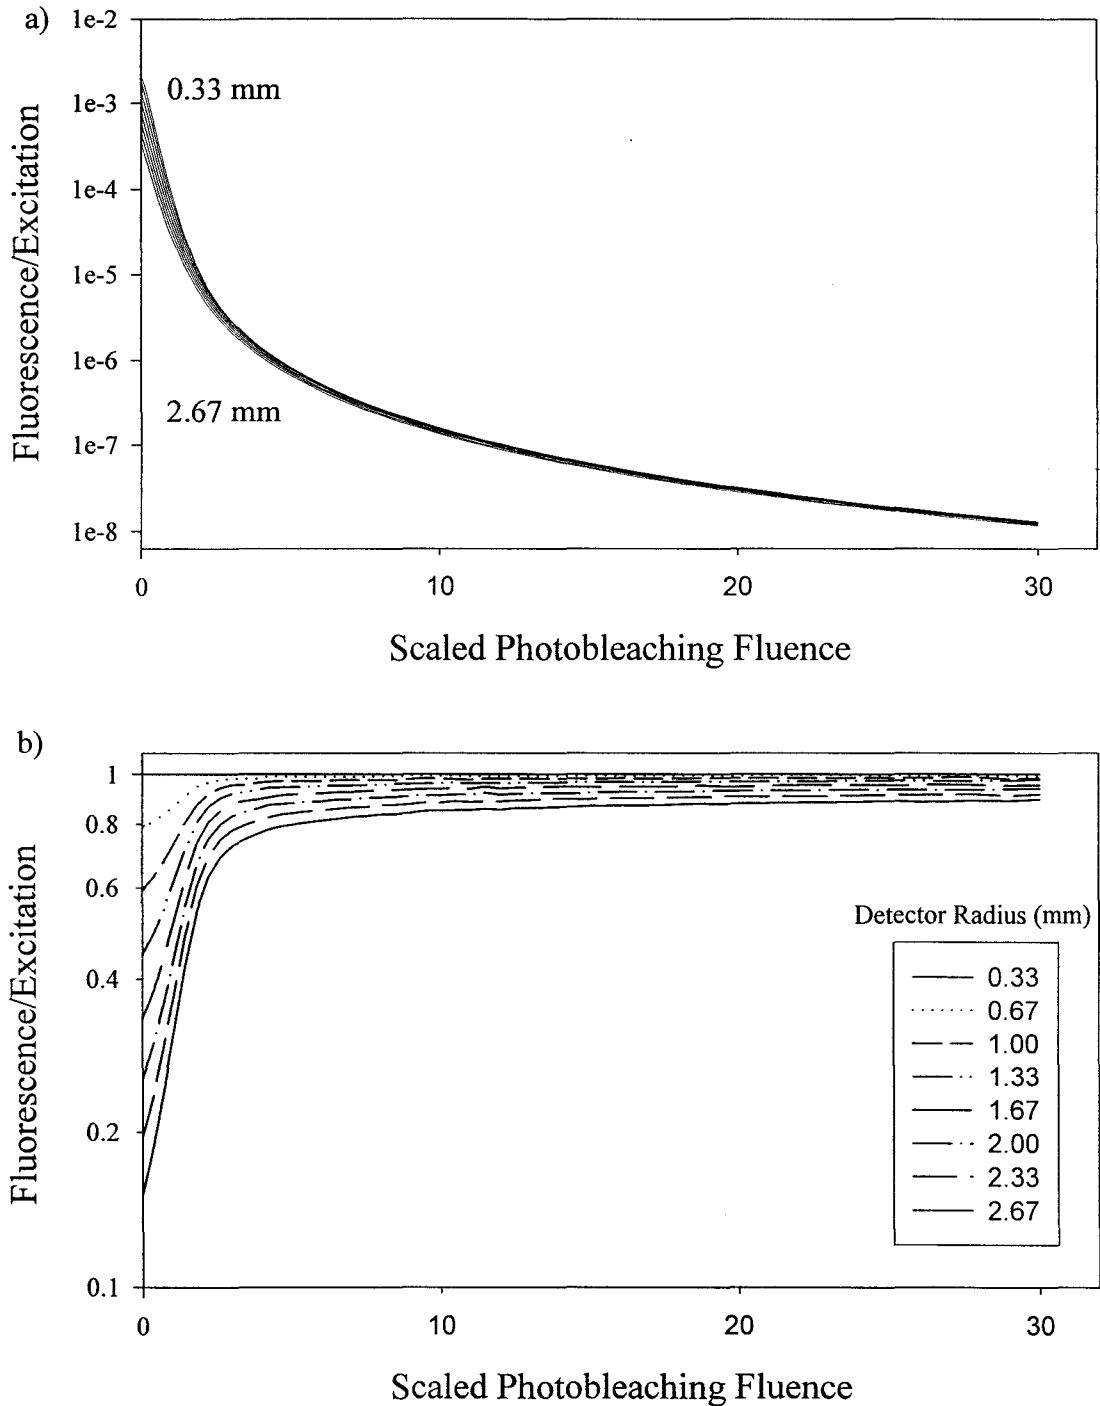 a)
1e-2
1e-3
1e-4
1e-5
1e-6
1e-7
1e-8
0.33 mm
2.67 mm
Fluorescence/Excitation
0
10
20
30
Scaled Photobleaching Fluence
b)
1
0.8
0.6
0.4
0.2
0.1
Fluorescence/Excitation
Detector Radius (mm)
0.33
0.67
1.00
1.33
1.67
2.00
2.33
2.67
0
10
20
30
Scaled Photobleaching Fluence